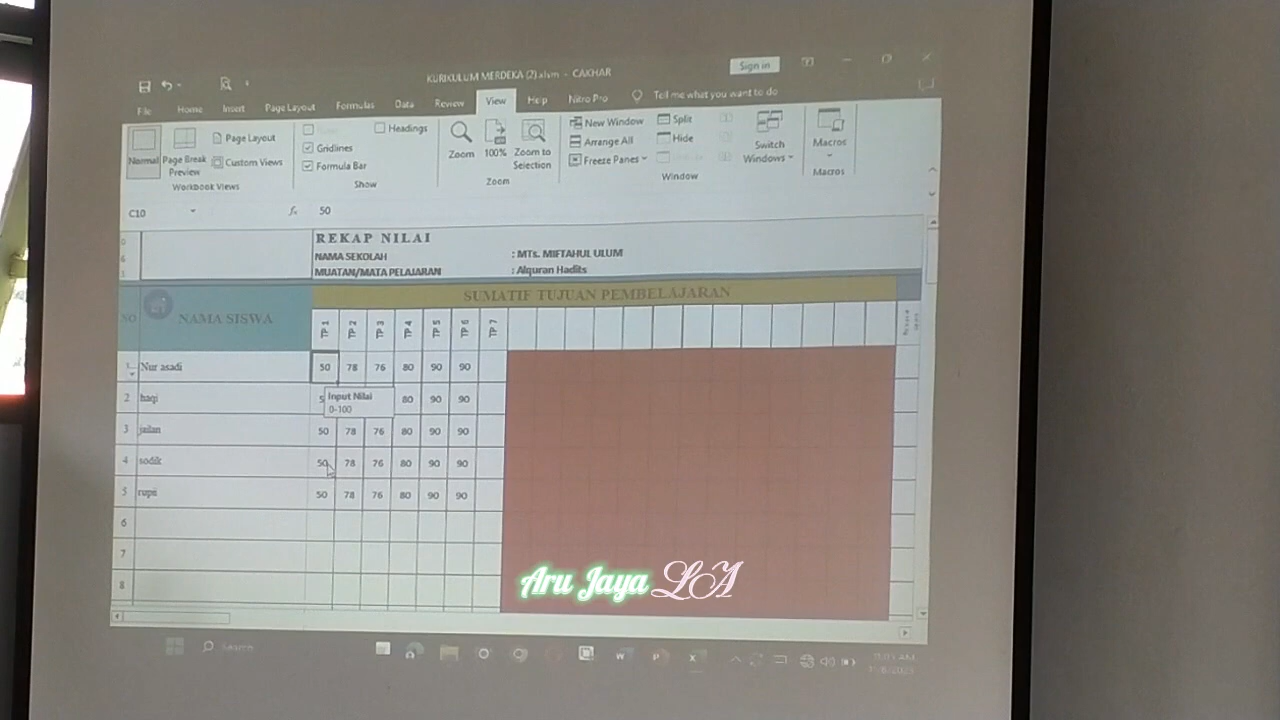 KURIKULUM MERDEKA (2).xlsm - CAKHAR
Sign in
File Home Insert Page Layout Formulas Data Review View Help Nitro Pro Tell me what you want to do
Normal
Page Break Preview
Page Layout
Custom Views
Workbook Views
Headings
Gridlines
Formula Bar
Show
Zoom
100%
Zoom to Selection
Zoom
New Window
Arrange All
Freeze Panes
Split
Hide
Switch Windows
Window
Macros
Macros
C10 fx 50
REKAP NILAI
NAMA SEKOLAH : MTs. MIFTAHUL ULUM
MUATAN/MATA PELAJARAN : Alquran Hadits
NO NAMA SISWA SUMATIF TUJUAN PEMBELAJARAN
TP 1 TP 2 TP 3 TP 4 TP 5 TP 6 TP 7
1 Nur asadi 50 78 76 80 90 90
2 haqi 80 90 90
Input Nilai
0-100
3 jailan 50 78 76 80 90 90
4 sodik 50 78 76 80 90 90
5 rupii 50 78 76 80 90 90
6
7
8
Aru Jaya LA
Search